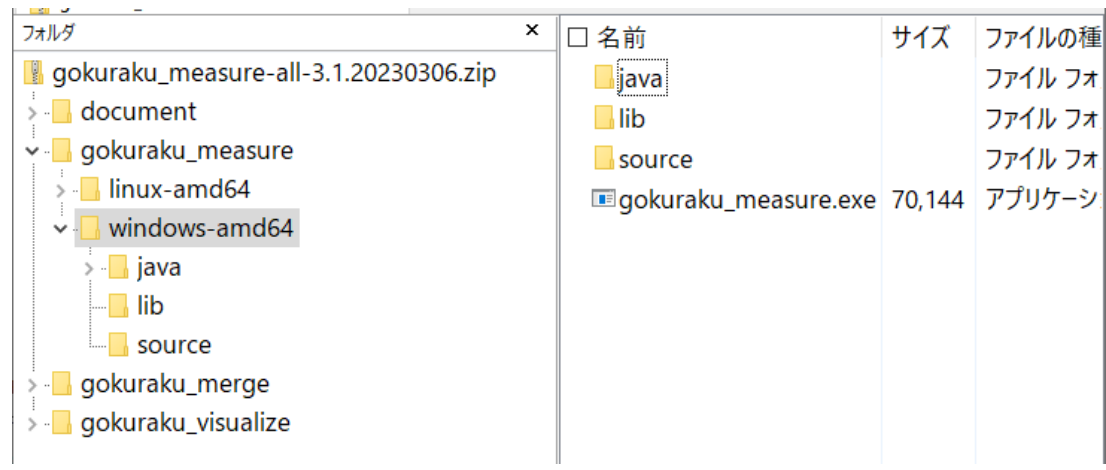 フォルダ ×
gokuraku_measure-all-3.1.20230306.zip
document
gokuraku_measure
linux-amd64
windows-amd64
java
lib
source
gokuraku_merge
gokuraku_visualize
名前 サイズ ファイルの種
java ファイル フォ
lib ファイル フォ
source ファイル フォ
gokuraku_measure.exe 70,144 アプリケーシ